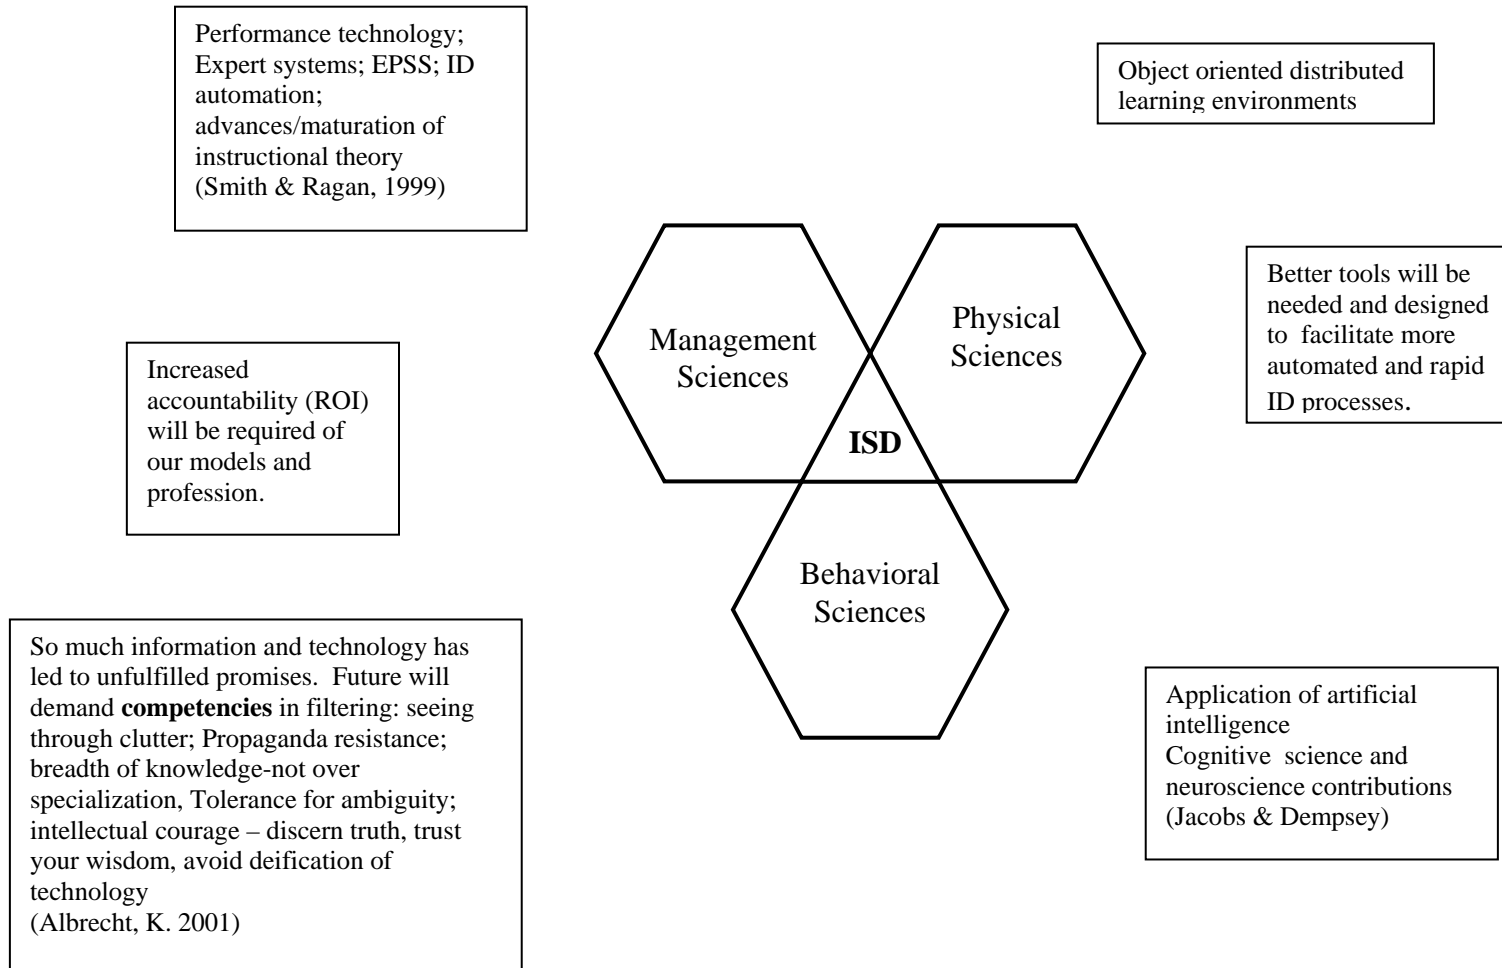 Performance technology;
Expert systems; EPSS; ID
automation;
advances/maturation of
instructional theory
(Smith & Ragan, 1999)
Object oriented distributed
learning environments
Better tools will be
needed and designed
to  facilitate more
automated and rapid
ID processes.
Management
Sciences
Physical
Sciences
ISD
Behavioral
Sciences
Increased
accountability (ROI)
will be required of
our models and
profession.
So much information and technology has
led to unfulfilled promises.  Future will
demand competencies in filtering: seeing
through clutter; Propaganda resistance;
breadth of knowledge-not over
specialization, Tolerance for ambiguity;
intellectual courage – discern truth, trust
your wisdom, avoid deification of
technology
(Albrecht, K. 2001)
Application of artificial
intelligence
Cognitive  science and
neuroscience contributions
(Jacobs & Dempsey)